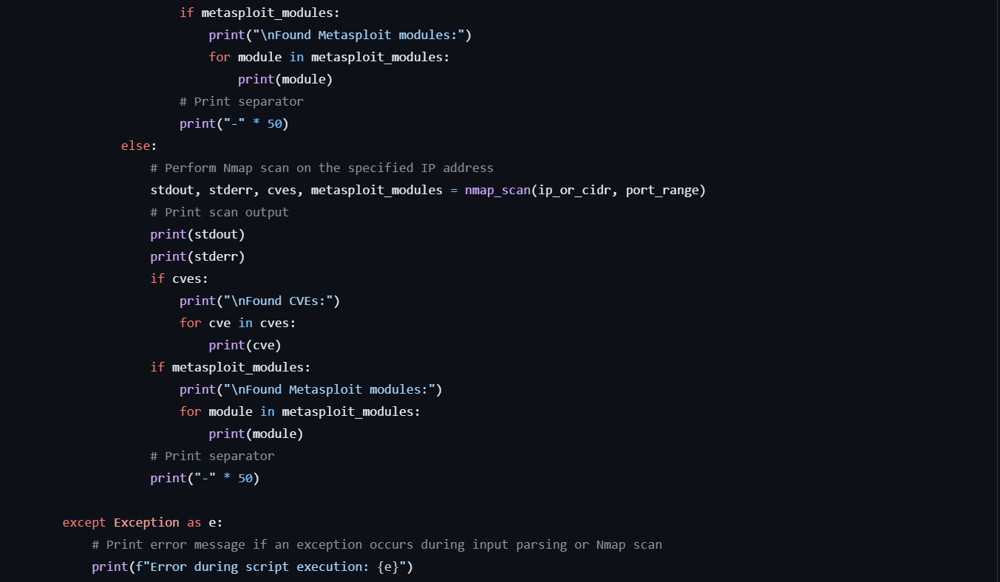 if metasploit_modules:
print("\nFound Metasploit modules:")
for module in metasploit_modules:
print(module)
# Print separator
print("-" * 50)
else:
# Perform Nmap scan on the specified IP address
stdout, stderr, cves, metasploit_modules = nmap_scan(ip_or_cidr, port_range)
# Print scan output
print(stdout)
print(stderr)
if cves:
print("\nFound CVEs:")
for cve in cves:
print(cve)
if metasploit_modules:
print("\nFound Metasploit modules:")
for module in metasploit_modules:
print(module)
# Print separator
print("-" * 50)
except Exception as e:
# Print error message if an exception occurs during input parsing or Nmap scan
print(f"Error during script execution: {e}")